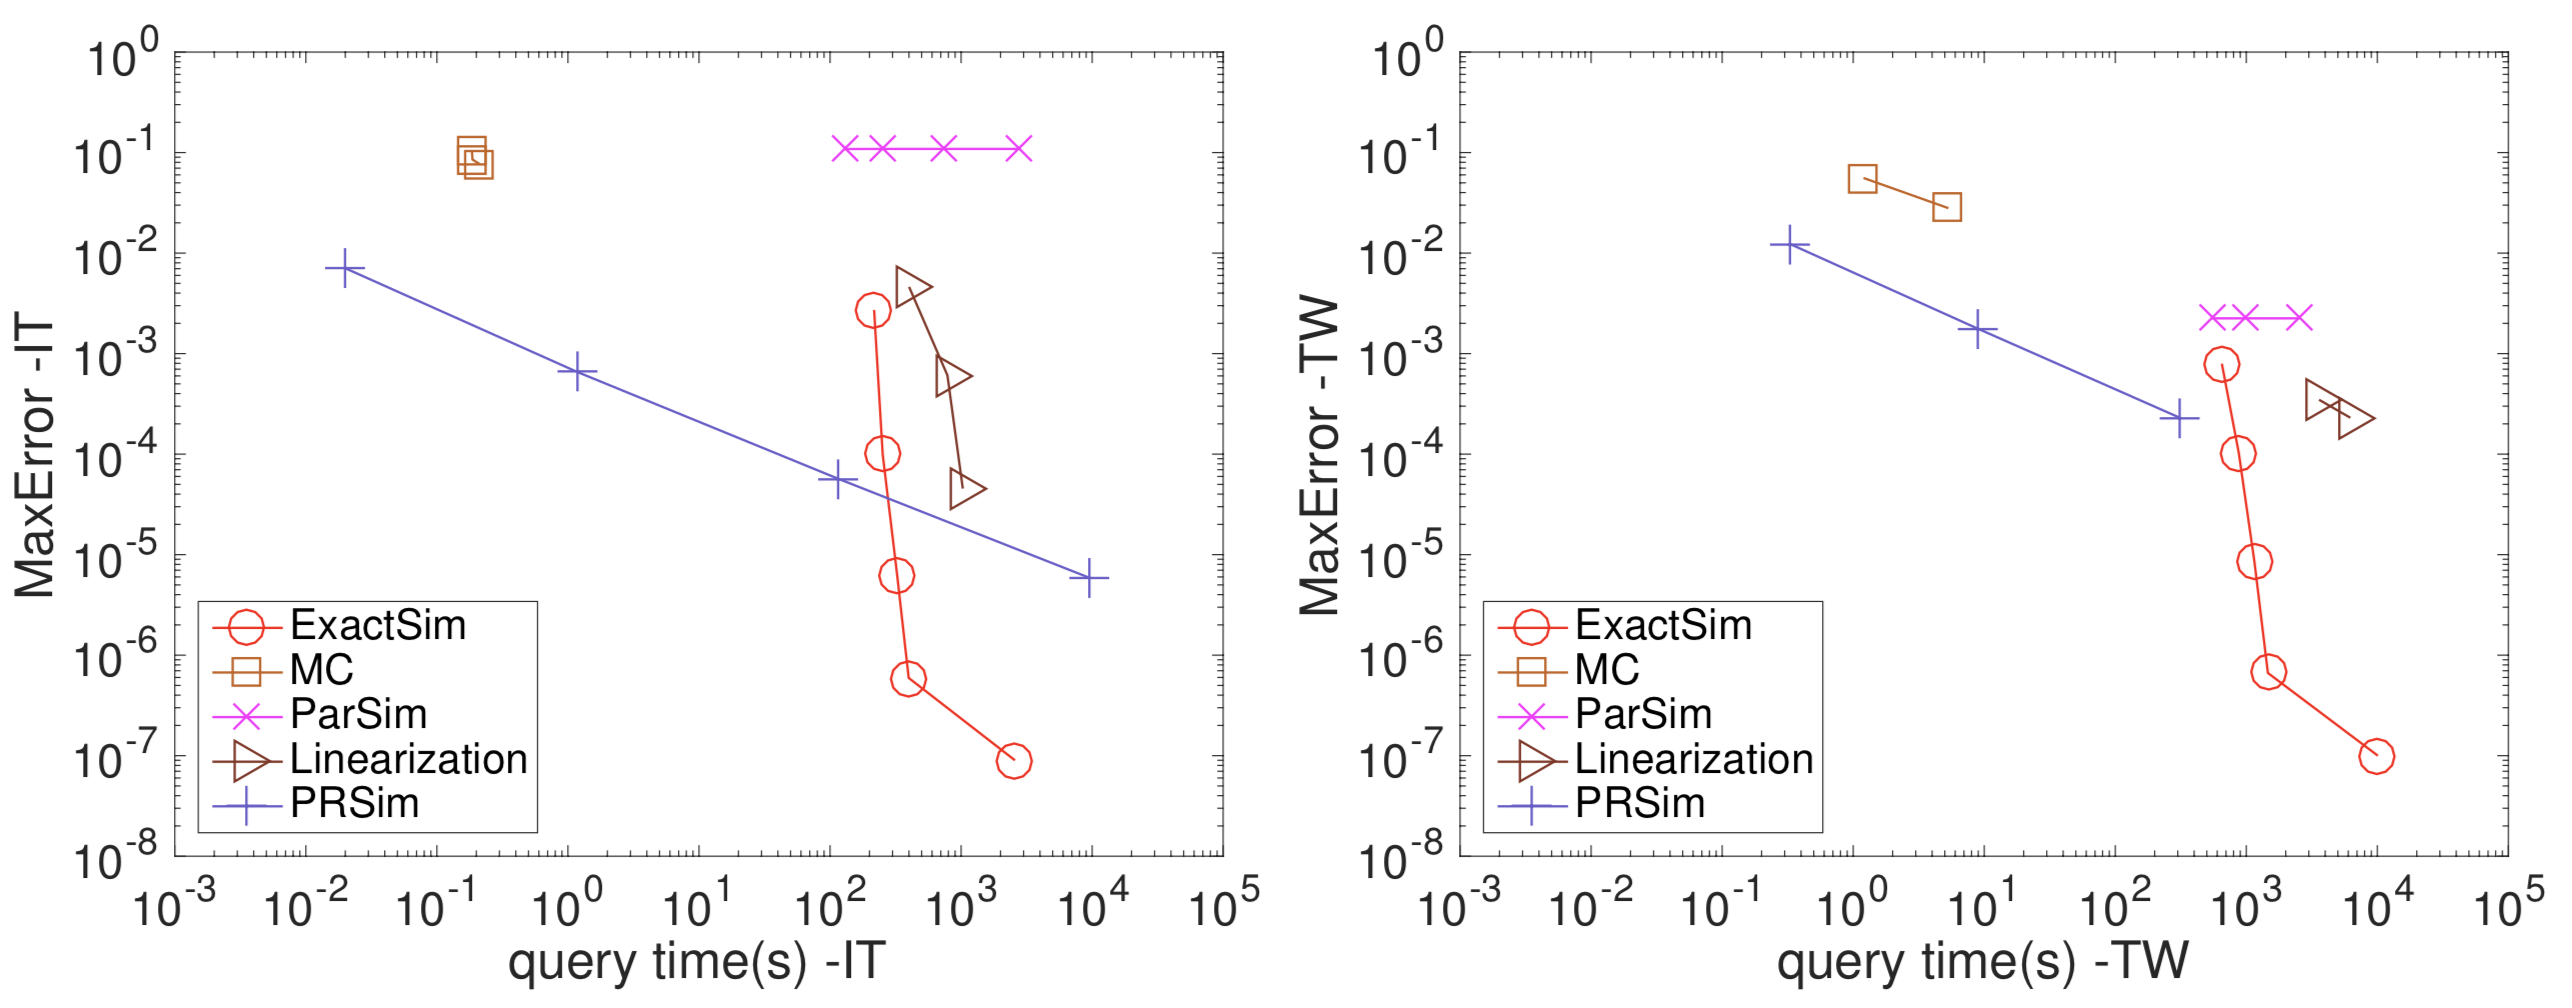 10^0
10^-1
10^-2
10^-3
10^-4
10^-5
10^-6
10^-7
10^-8
MaxError -IT
ExactSim
MC
ParSim
Linearization
PRSim
10^-3 10^-2 10^-1 10^0 10^1 10^2 10^3 10^4 10^5
query time(s) -IT
10^0
10^-1
10^-2
10^-3
10^-4
10^-5
10^-6
10^-7
10^-8
MaxError -TW
ExactSim
MC
ParSim
Linearization
PRSim
10^-3 10^-2 10^-1 10^0 10^1 10^2 10^3 10^4 10^5
query time(s) -TW